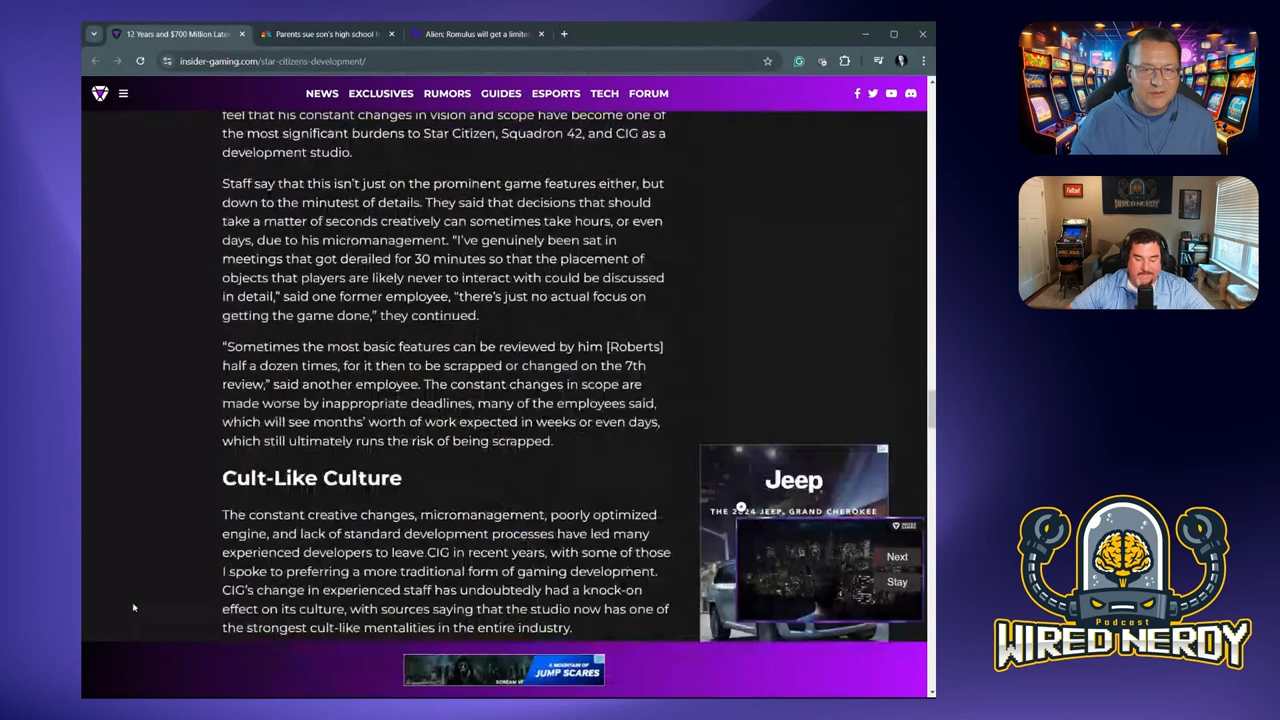 12 Years and $700 Million Late
Parents sue son's high school h
Alien: Romulus will get a limite
insider-gaming.com/star-citizens-development/
NEWS EXCLUSIVES RUMORS GUIDES ESPORTS TECH FORUM
feel that his constant changes in vision and scope have become one of
the most significant burdens to Star Citizen, Squadron 42, and CIG as a
development studio.
Staff say that this isn't just on the prominent game features either, but
down to the minutest of details. They said that decisions that should
take a matter of seconds creatively can sometimes take hours, or even
days, due to his micromanagement. “I've genuinely been sat in
meetings that got derailed for 30 minutes so that the placement of
objects that players are likely never to interact with could be discussed
in detail,” said one former employee, “there's just no actual focus on
getting the game done,” they continued.
“Sometimes the most basic features can be reviewed by him [Roberts]
half a dozen times, for it then to be scrapped or changed on the 7th
review,” said another employee. The constant changes in scope are
made worse by inappropriate deadlines, many of the employees said,
which will see months' worth of work expected in weeks or even days,
which still ultimately runs the risk of being scrapped.
Cult-Like Culture
The constant creative changes, micromanagement, poorly optimized
engine, and lack of standard development processes have led many
experienced developers to leave CIG in recent years, with some of those
I spoke to preferring a more traditional form of gaming development.
CIG's change in experienced staff has undoubtedly had a knock-on
effect on its culture, with sources saying that the studio now has one of
the strongest cult-like mentalities in the entire industry.
Jeep
THE 2024 JEEP, GRAND CHEROKEE
Next
Stay
A MOUNTAIN OF
JUMP SCARES
Fallout
WIRED NERDY
ARCADE
Podcast
WIRED NERDY